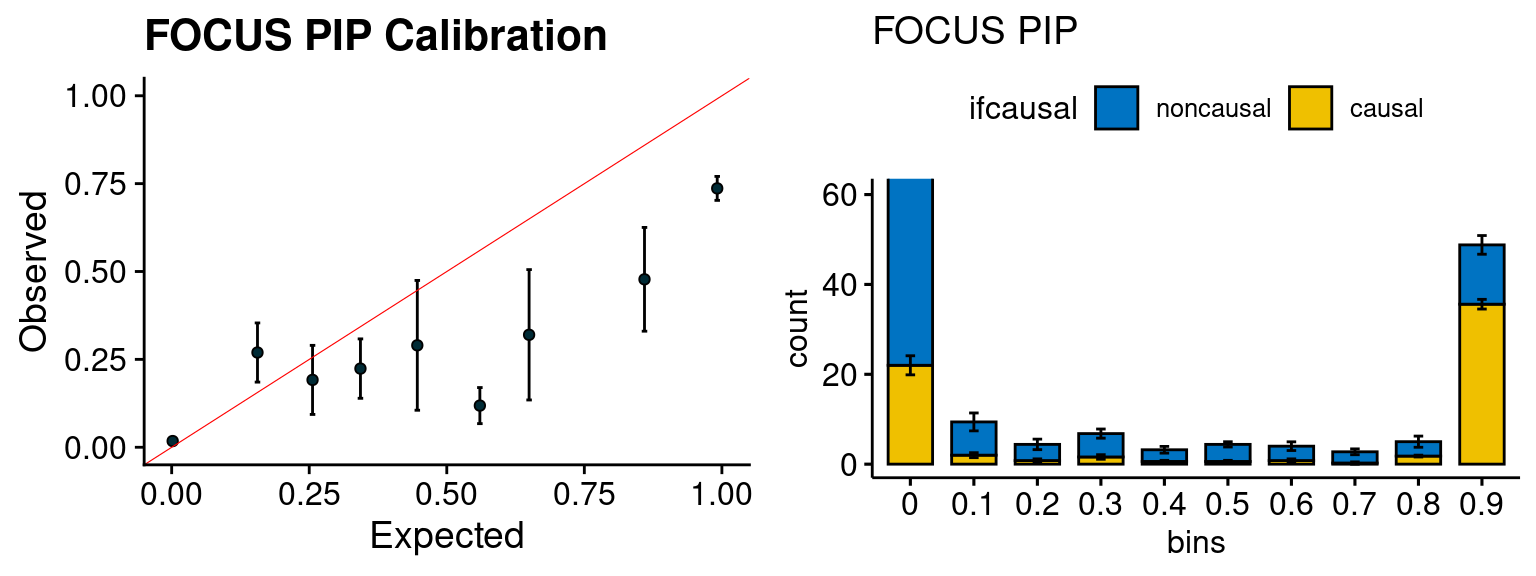 FOCUS PIP Calibration
1.00
0.75
0.50
0.25
0.00
Observed
0.00 0.25 0.50 0.75 1.00
Expected
FOCUS PIP
ifcausal noncausal causal
60
40
20
0
count
0 0.1 0.2 0.3 0.4 0.5 0.6 0.7 0.8 0.9
bins